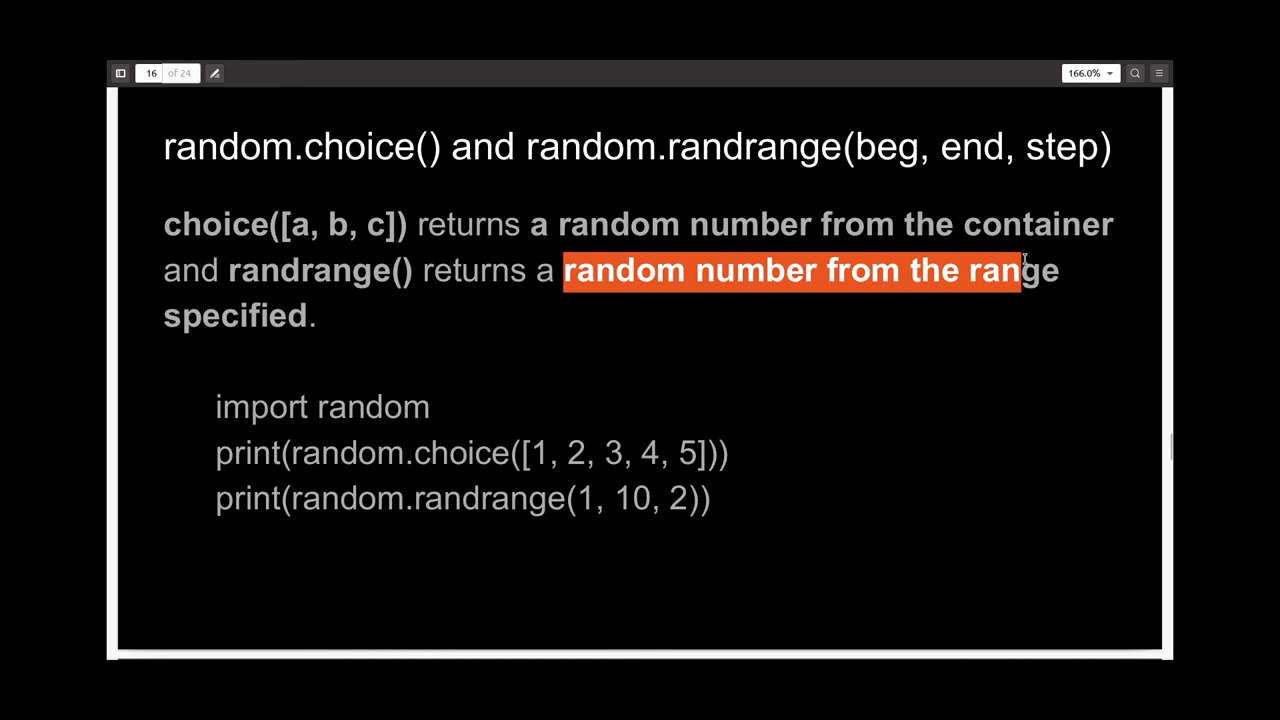 16 of 24
166.0%
random.choice() and random.randrange(beg, end, step)
choice([a, b, c]) returns a random number from the container
and randrange() returns a random number from the range
specified.
import random
print(random.choice([1, 2, 3, 4, 5]))
print(random.randrange(1, 10, 2))